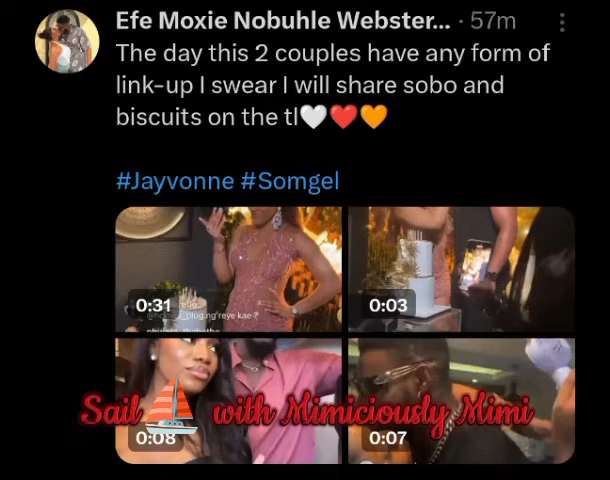 Efe Moxie Nobuhle Webster... · 57m
The day this 2 couples have any form of
link-up I swear I will share sobo and
biscuits on the tl🤍❤️🧡
#Jayvonne #Somgel
0:31
0:03
Sail⛵ with Mimiciously Mimi
0:08
0:07